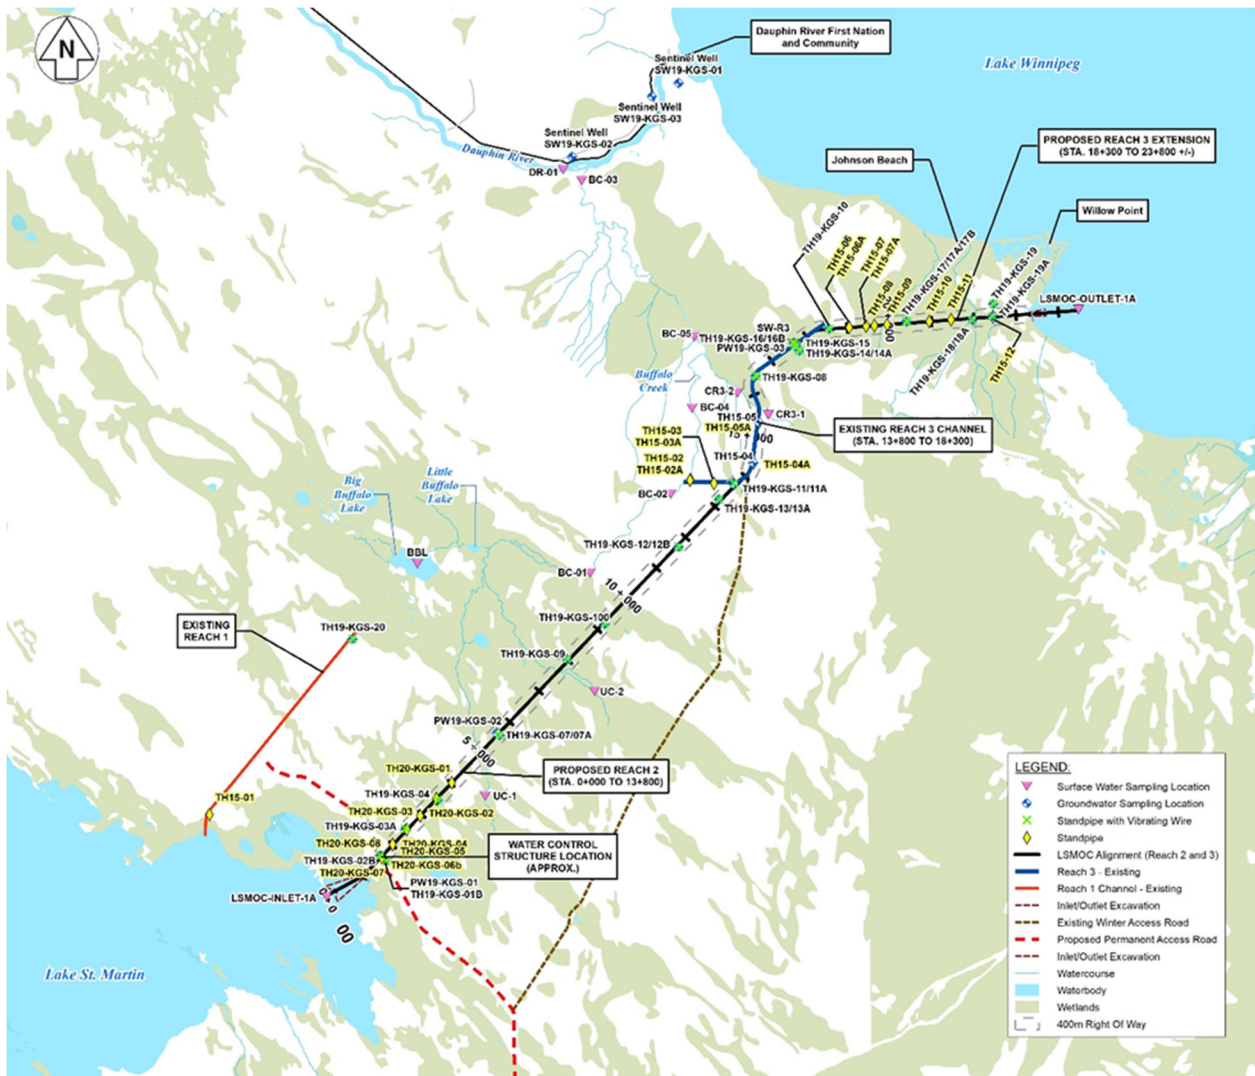 N
Dauphin River First Nation
and Community
Lake Winnipeg
Sentinel Well
SW19-KGS-01
Sentinel Well
SW19-KGS-03
Sentinel Well
SW19-KGS-02
Dauphin River
DR-01
BC-03
Johnson Beach
PROPOSED REACH 3 EXTENSION
(STA. 18+300 TO 23+800 +/-)
Willow Point
TH19-KGS-10
TH15-06
TH15-06A
TH15-07
TH15-07A
TH15-08
TH15-09
TH19-KGS-17/17A/17B
TH15-10
TH15-11
TH19-KGS-19
TH19-KGS-19A
LSMOC-OUTLET-1A
000
SW-R3
BC-05
TH19-KGS-16/16B
TH19-KGS-15
PW19-KGS-03
TH19-KGS-14/14A
TH19-KGS-18/18A
TH15-12
Buffalo
Creek
TH19-KGS-08
CR3-2
BC-04
CR3-1
TH15-05
TH15-05A
EXISTING REACH 3 CHANNEL
(STA. 13+800 TO 18+300)
TH15-03
TH15-03A
TH15-02
TH15-02A
TH15-04
TH15-04A
BC-02
TH19-KGS-11/11A
TH19-KGS-13/13A
Big
Buffalo
Lake
Little
Buffalo
Lake
BBL
TH19-KGS-12/12B
BC-01
10 + 000
EXISTING
REACH 1
TH19-KGS-20
TH19-KGS-100
TH19-KGS-09
UC-2
PW19-KGS-02
TH19-KGS-07/07A
5 + 000
PROPOSED REACH 2
(STA. 0+000 TO 13+800)
TH20-KGS-01
TH19-KGS-04
UC-1
TH15-01
TH20-KGS-03
TH20-KGS-02
TH19-KGS-03A
TH20-KGS-08
TH20-KGS-04
TH20-KGS-05
TH19-KGS-02B
TH20-KGS-06b
TH20-KGS-07
WATER CONTROL
STRUCTURE LOCATION
(APPROX.)
PW19-KGS-01
TH19-KGS-01B
LSMOC-INLET-1A
00
Lake St. Martin
LEGEND:
Surface Water Sampling Location
Groundwater Sampling Location
Standpipe with Vibrating Wire
Standpipe
LSMOC Alignment (Reach 2 and 3)
Reach 3 - Existing
Reach 1 Channel - Existing
Inlet/Outlet Excavation
Existing Winter Access Road
Proposed Permanent Access Road
Inlet/Outlet Excavation
Watercourse
Waterbody
Wetlands
400m Right Of Way